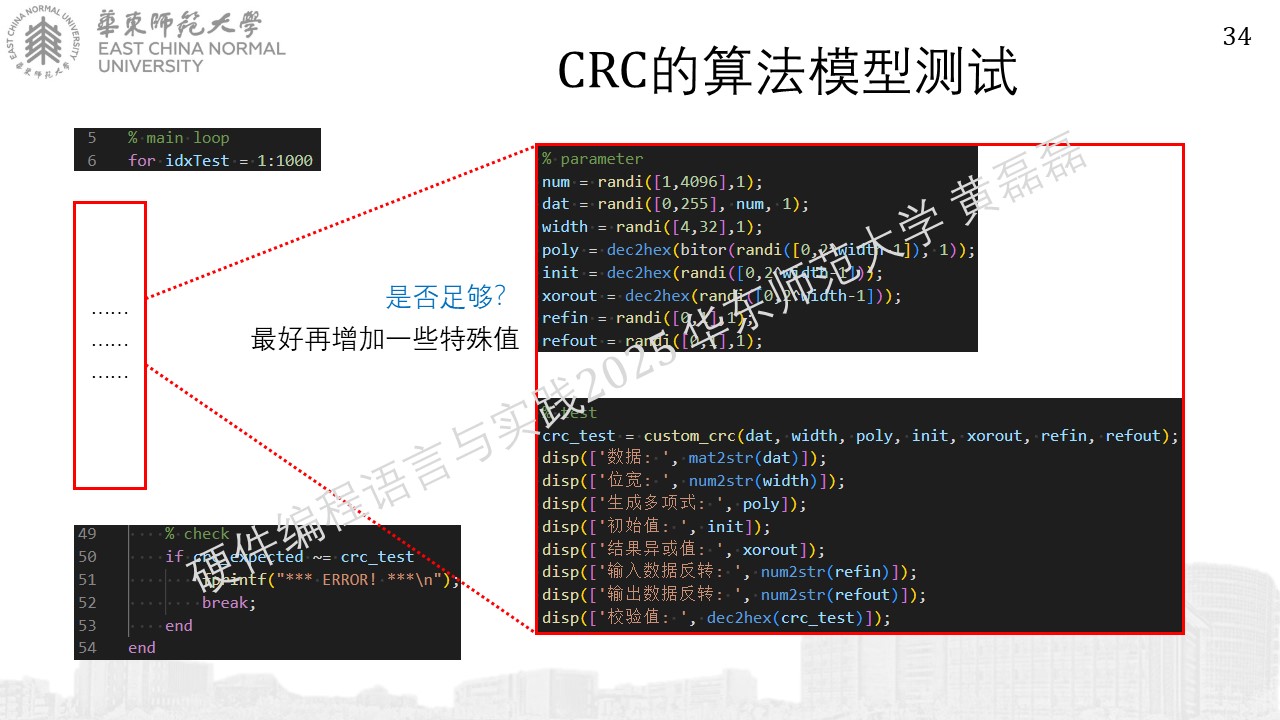 華東師範大學
EAST CHINA NORMAL
UNIVERSITY
EAST CHINA NORMAL UNIVERSITY
華東师范大学
34
CRC的算法模型测试
5 % main loop
6 for idxTest = 1:1000
……
……
……
是否足够?
最好再增加一些特殊值
% parameter
num = randi([1,4096],1);
dat = randi([0,255], num, 1);
width = randi([4,32],1);
poly = dec2hex(bitor(randi([0,2^width-1]), 1));
init = dec2hex(randi([0,2^width-1]));
xorout = dec2hex(randi([0,2^width-1]));
refin = randi([0,1],1);
refout = randi([0,1],1);
% test
crc_test = custom_crc(dat, width, poly, init, xorout, refin, refout);
disp(['数据: ', mat2str(dat)]);
disp(['位宽: ', num2str(width)]);
disp(['生成多项式: ', poly]);
disp(['初始值: ', init]);
disp(['结果异或值: ', xorout]);
disp(['输入数据反转: ', num2str(refin)]);
disp(['输出数据反转: ', num2str(refout)]);
disp(['校验值: ', dec2hex(crc_test)]);
49 % check
50 if crc_expected ~= crc_test
51 fprintf("*** ERROR! ***\n");
52 break;
53 end
54 end
硬件编程语言与实践2025 华东师范大学 黄磊磊